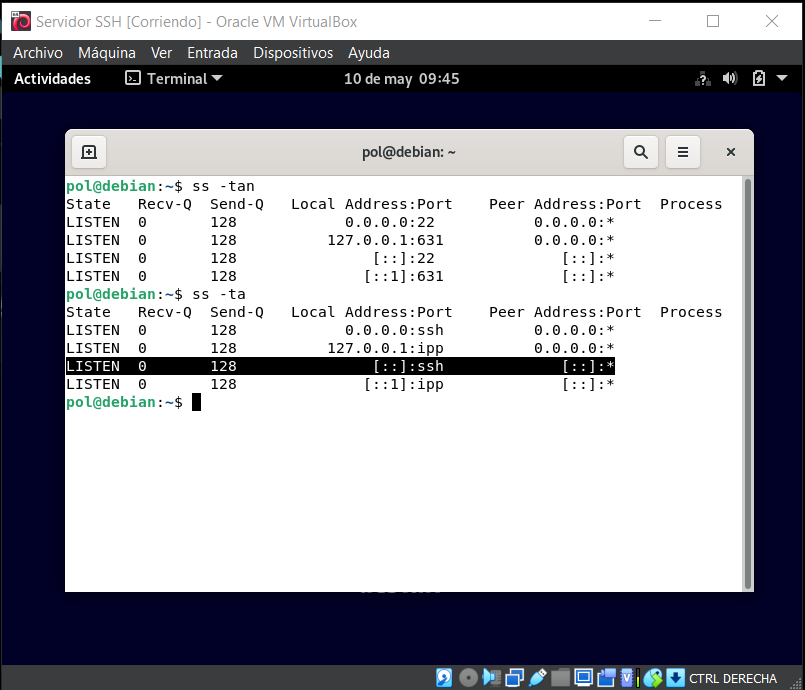 Servidor SSH [Corriendo] - Oracle VM VirtualBox
Archivo Máquina Ver Entrada Dispositivos Ayuda
Actividades Terminal 10 de may 09:45
pol@debian: ~
pol@debian:~$ ss -tan
State Recv-Q Send-Q Local Address:Port Peer Address:Port Process
LISTEN 0 128 0.0.0.0:22 0.0.0.0:*
LISTEN 0 128 127.0.0.1:631 0.0.0.0:*
LISTEN 0 128 [::]:22 [::]:*
LISTEN 0 128 [::1]:631 [::]:*
pol@debian:~$ ss -ta
State Recv-Q Send-Q Local Address:Port Peer Address:Port Process
LISTEN 0 128 0.0.0.0:ssh 0.0.0.0:*
LISTEN 0 128 127.0.0.1:ipp 0.0.0.0:*
LISTEN 0 128 [::]:ssh [::]:*
LISTEN 0 128 [::1]:ipp [::]:*
pol@debian:~$
CTRL DERECHA